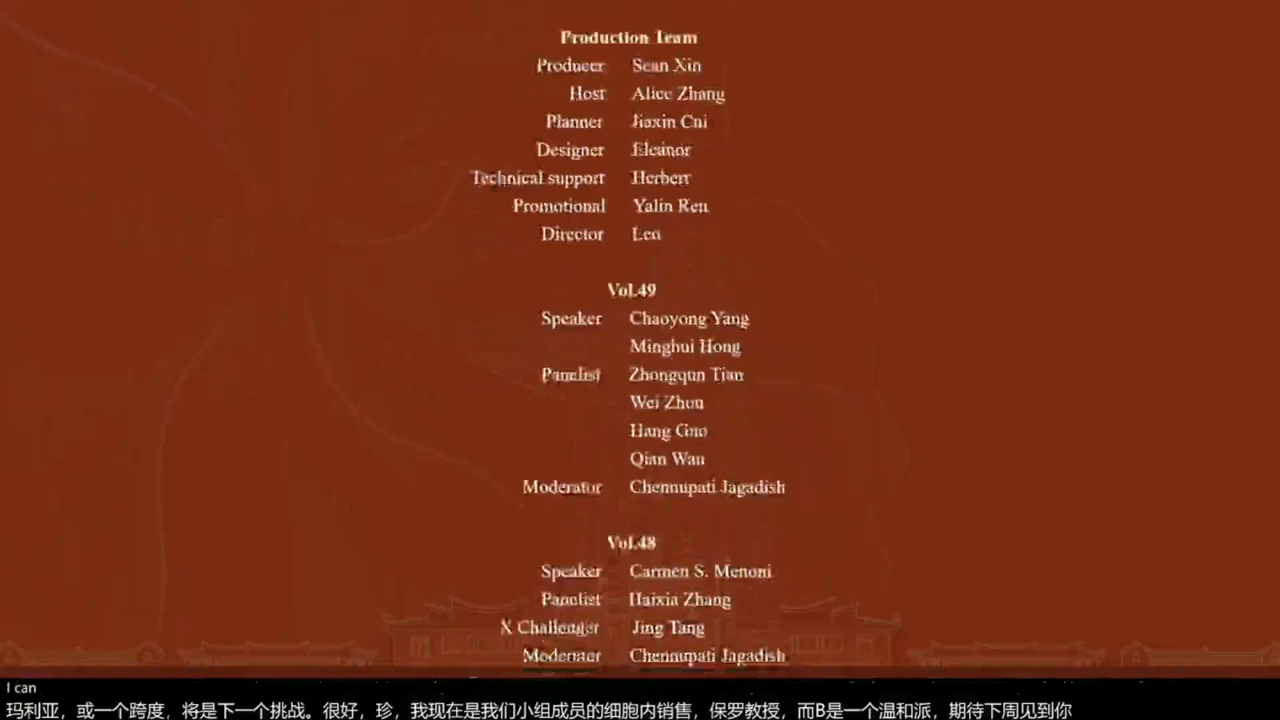 Production Team
Producer Sean Xin
Host Alice Zhang
Planner Jiaxin Cui
Designer Eleanor
Technical support Herbert
Promotional Yalin Ren
Director Leo
Vol.49
Speaker Chaoyong Yang
Minghui Hong
Panelist Zhongqun Tian
Wei Zhou
Hang Guo
Qian Wan
Moderator Chennupati Jagadish
Vol.48
Speaker Carmen S. Menoni
Panelist Haixia Zhang
X Challenger Jing Tang
Moderator Chennupati Jagadish
I can
玛利亚，或一个跨度，将是下一个挑战。很好，珍，我现在是我们小组成员的细胞内销售，保罗教授，而B是一个温和派，期待下周见到你